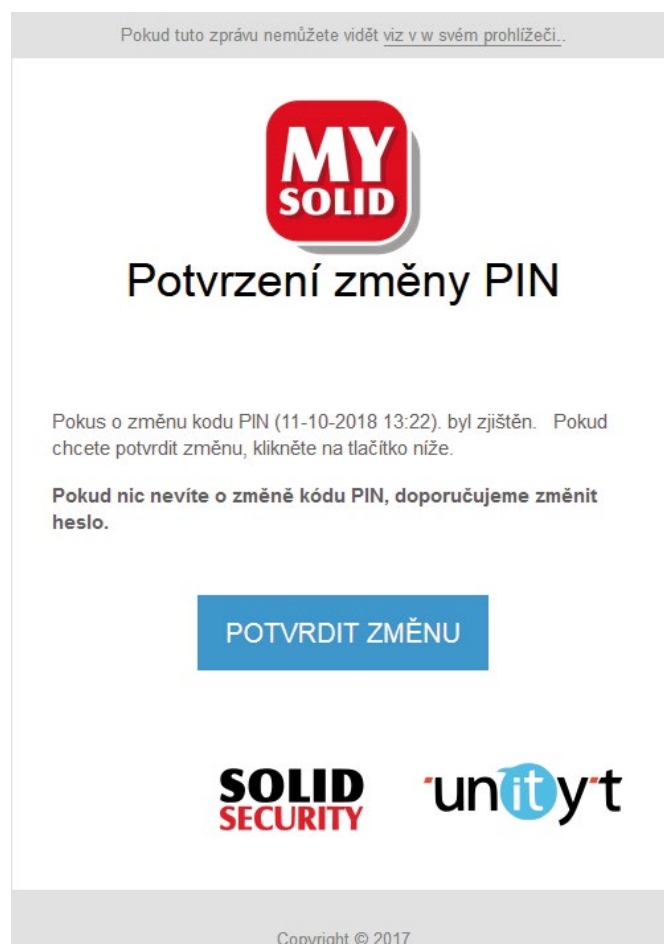 Pokud tuto zprávu nemůžete vidět viz v w svém prohlížeči..
MY
SOLID
Potvrzení změny PIN
Pokus o změnu kodu PIN (11-10-2018 13:22). byl zjištěn.   Pokud
chcete potvrdit změnu, klikněte na tlačítko níže.
Pokud nic nevíte o změně kódu PIN, doporučujeme změnit
heslo.
POTVRDIT ZMĚNU
SOLID
SECURITY
unity-t
Copyright © 2017